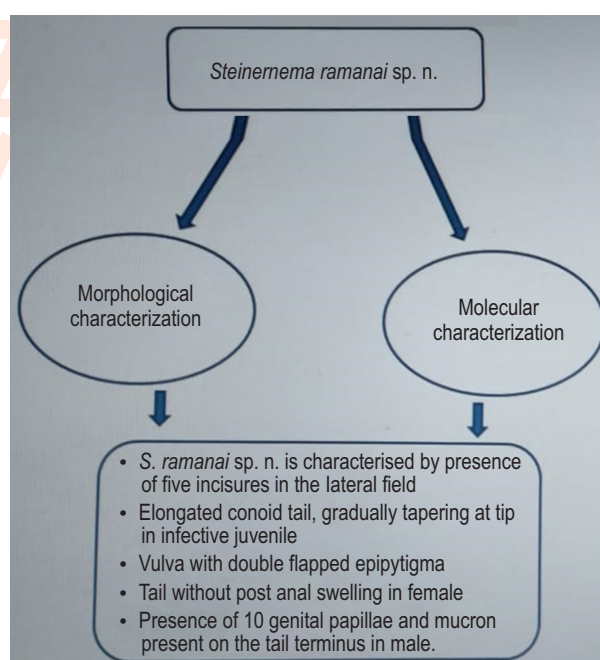 Steinernema ramanai sp. n.
Morphological
characterization
Molecular
characterization
• S. ramanai sp. n. is characterised by presence
of five incisures in the lateral field
• Elongated conoid tail, gradually tapering at tip
in infective juvenile
• Vulva with double flapped epipytigma
• Tail without post anal swelling in female
• Presence of 10 genital papillae and mucron
present on the tail terminus in male.